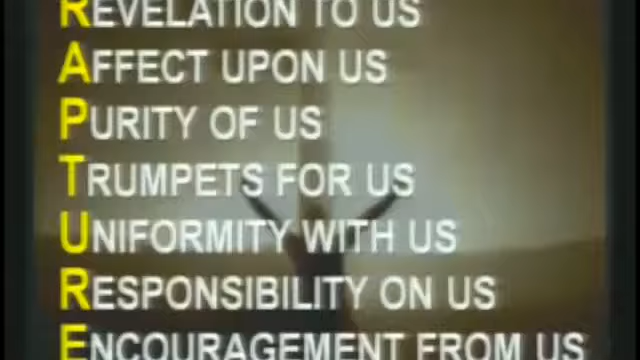 REVELATION TO US
AFFECT UPON US
PURITY OF US
TRUMPETS FOR US
UNIFORMITY WITH US
RESPONSIBILITY ON US
ENCOURAGEMENT FROM US